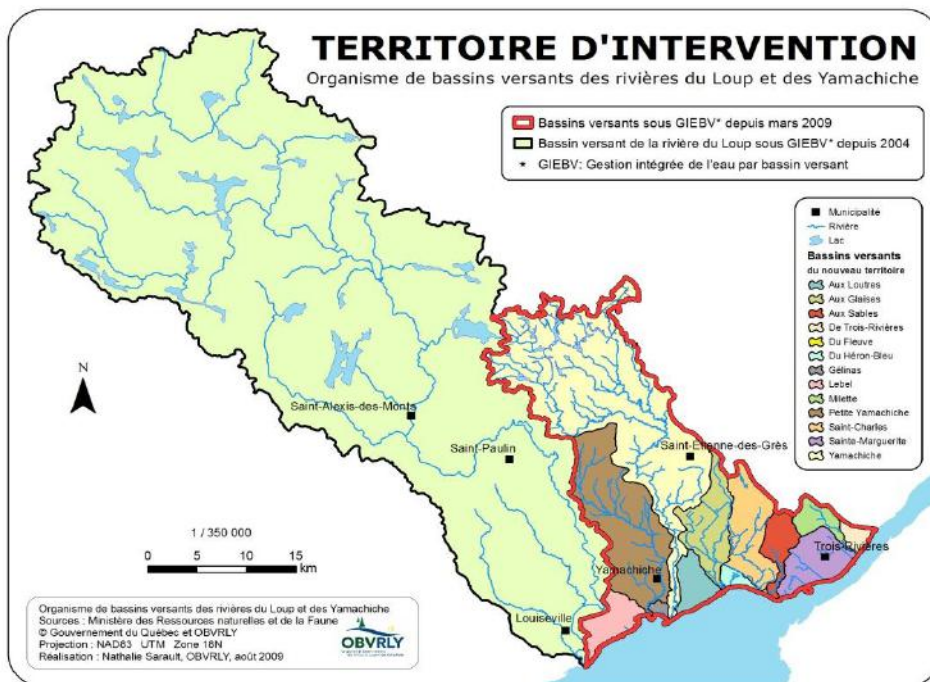 TERRITOIRE D'INTERVENTION
Organisme de bassins versants des rivières du Loup et des Yamachiche
Bassins versants sous GIEBV* depuis mars 2009
Bassin versant de la rivière du Loup sous GIEBV* depuis 2004
* GIEBV: Gestion intégrée de l'eau par bassin versant
Municipalité
Rivière
Lac
Bassins versants
du nouveau territoire
Aux Loutres
Aux Glaises
Aux Sables
De Trois-Rivières
Du Fleuve
Du Héron-Bleu
Gélinas
Lebel
Milette
Petite Yamachiche
Saint-Charles
Sainte-Marguerite
Yamachiche
N
Saint-Alexis-des-Monts
Saint-Paulin
Saint-Etienne-des-Grès
Trois-Rivières
Yamachiche
Louiseville
1 / 350 000
0 5 10 15
km
Organisme de bassins versants des rivières du Loup et des Yamachiche
Sources : Ministère des Ressources naturelles et de la Faune
© Gouvernement du Québec et OBVRLY
Projection : NAD83 UTM Zone 18N
Réalisation : Nathalie Sarault, OBVRLY, août 2009
OBVRLY